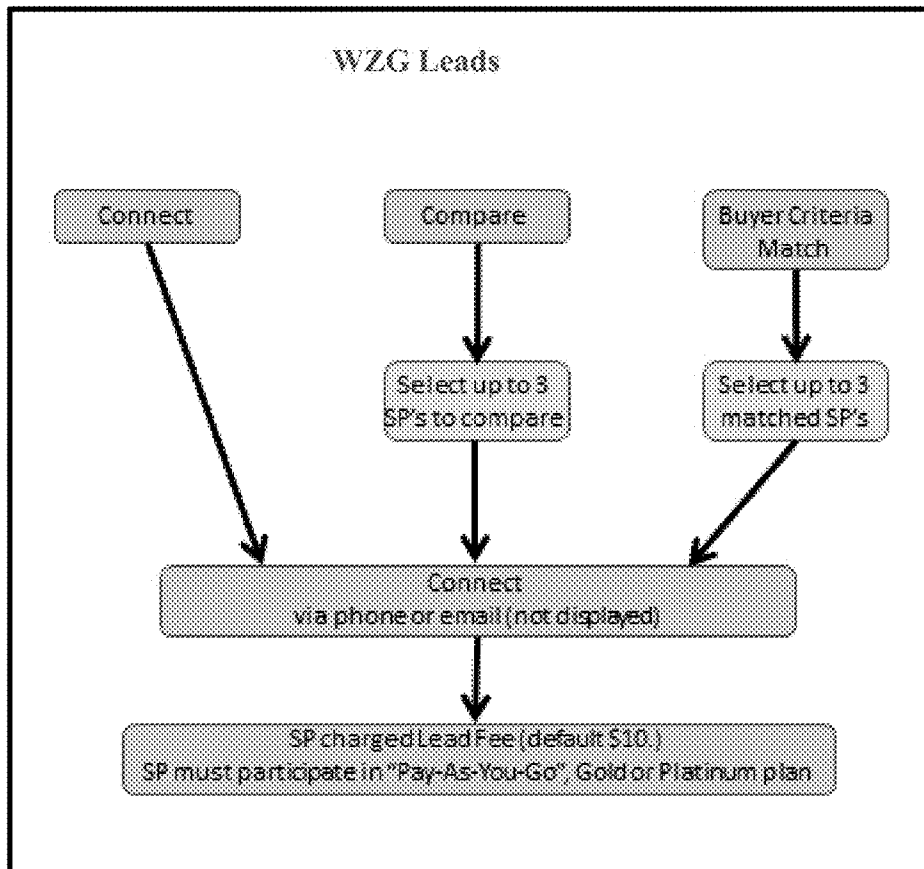 WZG Leads
Connect
Compare
Buyer Criteria
Match
Select up to 3
SP's to compare
Select up to 3
matched SP's
Connect
via phone or email (not displayed)
SP charged Lead Fee (default $10.)
SP must participate in "Pay-As-You-Go", Gold or Platinum plan